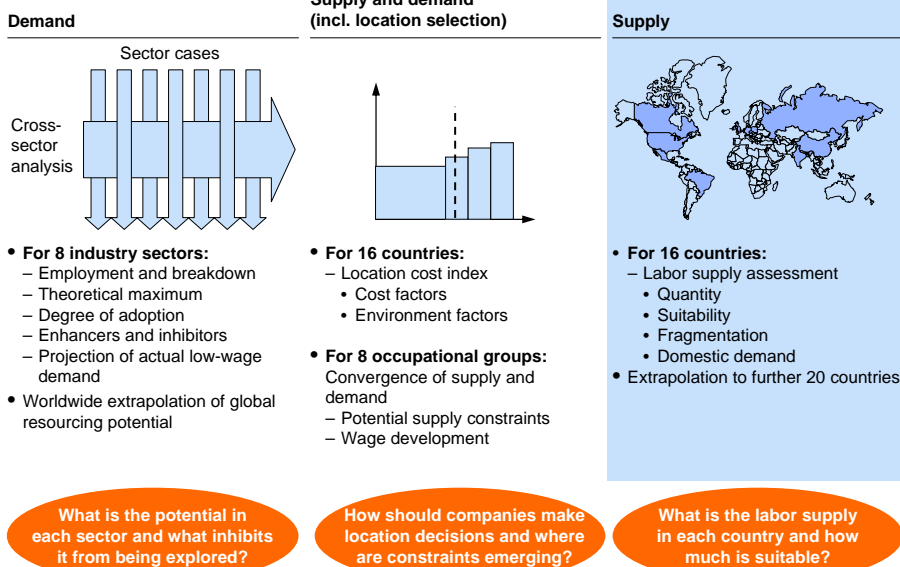 Demand
Sector cases
Cross-
sector
analysis
• For 8 industry sectors:
– Employment and breakdown
– Theoretical maximum
– Degree of adoption
– Enhancers and inhibitors
– Projection of actual low-wage
demand
• Worldwide extrapolation of global
resourcing potential
What is the potential in
each sector and what inhibits
it from being explored?
Supply and demand
(incl. location selection)
• For 16 countries:
– Location cost index
• Cost factors
• Environment factors
• For 8 occupational groups:
Convergence of supply and
demand
– Potential supply constraints
– Wage development
How should companies make
location decisions and where
are constraints emerging?
Supply
• For 16 countries:
– Labor supply assessment
• Quantity
• Suitability
• Fragmentation
• Domestic demand
• Extrapolation to further 20 countries
What is the labor supply
in each country and how
much is suitable?